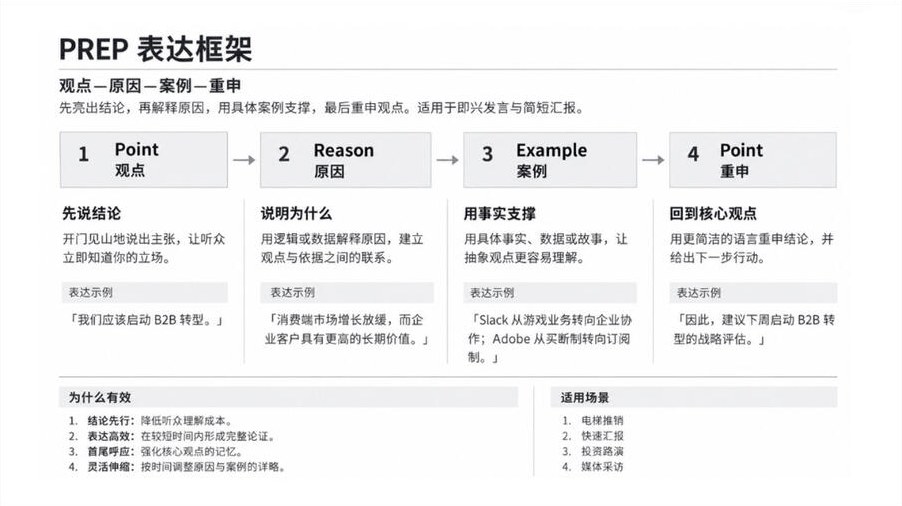 PREP 表达框架
观点—原因—案例—重申
先亮出结论，再解释原因，用具体案例支撑，最后重申观点。适用于即兴发言与简短汇报。
1 Point
观点
2 Reason
原因
3 Example
案例
4 Point
重申
先说结论
开门见山地说出主张，让听众
立即知道你的立场。
表达示例
「我们应该启动 B2B 转型。」
说明为什么
用逻辑或数据解释原因，建立
观点与依据之间的联系。
表达示例
「消费端市场增长放缓，而企
业客户具有更高的长期价值。」
用事实支撑
用具体事实、数据或故事，让
抽象观点更容易理解。
表达示例
「Slack 从游戏业务转向企业协
作；Adobe 从买断制转向订阅
制。」
回到核心观点
用更简洁的语言重申结论，并
给出下一步行动。
表达示例
「因此，建议下周启动 B2B 转
型的战略评估。」
为什么有效
1. 结论先行：降低听众理解成本。
2. 表达高效：在较短时间内形成完整论证。
3. 首尾呼应：强化核心观点的记忆。
4. 灵活伸缩：按时间调整原因与案例的详略。
适用场景
1. 电梯推销
2. 快速汇报
3. 投资路演
4. 媒体采访